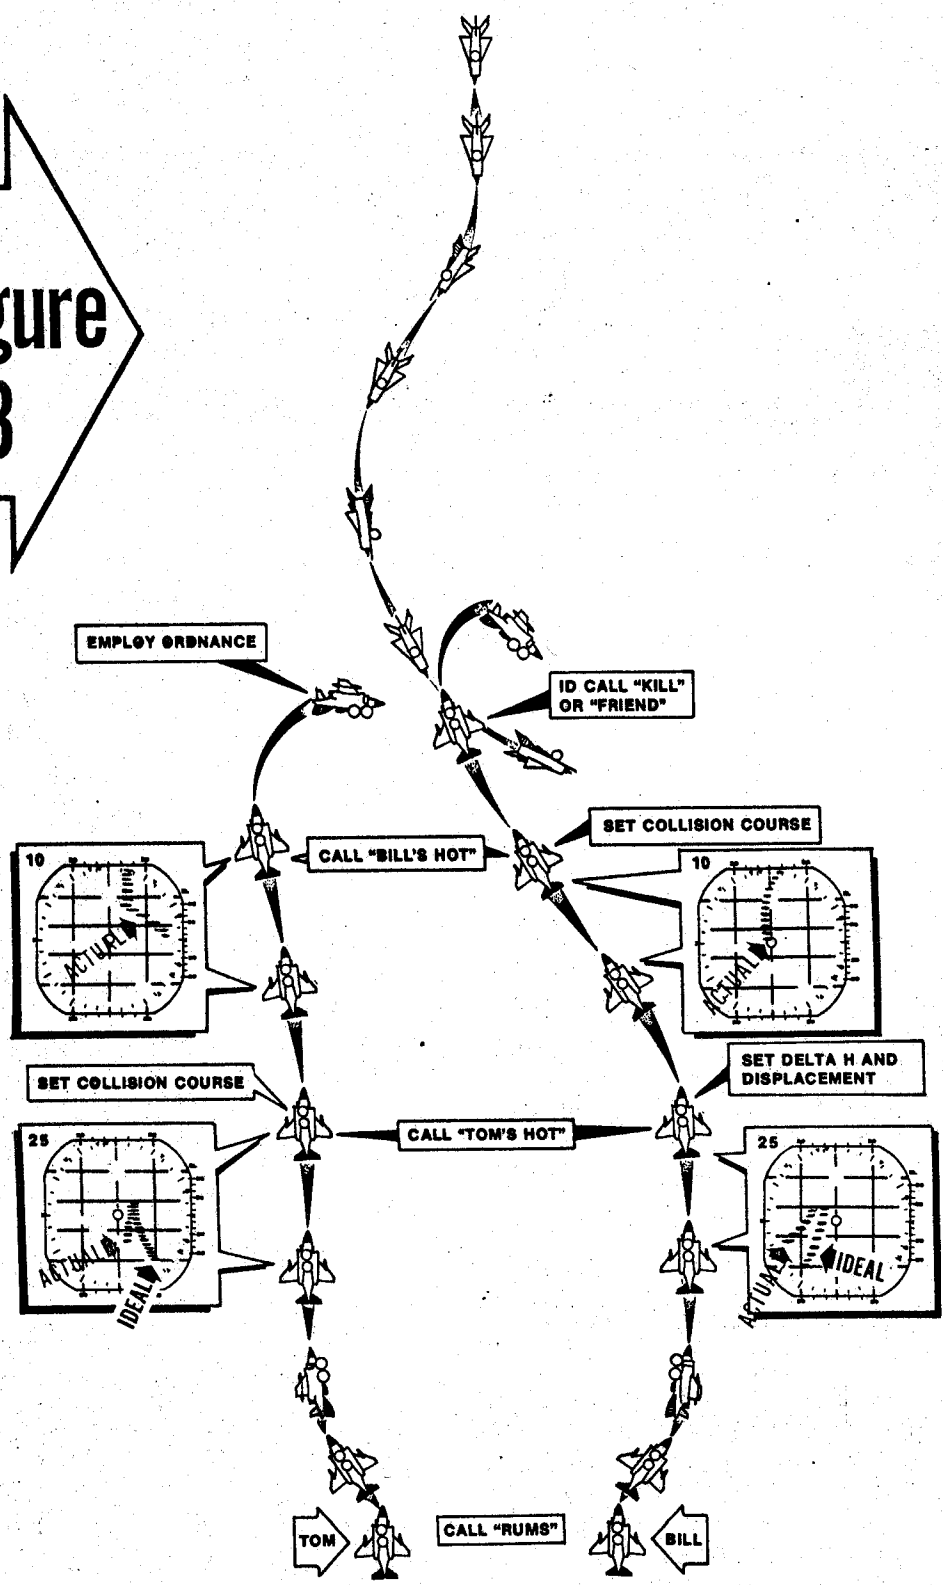 gure
3
EMPLOY ORDNANCE
ID CALL "KILL"
OR "FRIEND"
SET COLLISION COURSE
CALL "BILL'S HOT"
10
ACTUAL
10
ACTUAL
SET DELTA H AND
DISPLACEMENT
SET COLLISION COURSE
CALL "TOM'S HOT"
25
ACTUAL
IDEAL
25
ACTUAL
IDEAL
TOM
CALL "RUMS"
BILL